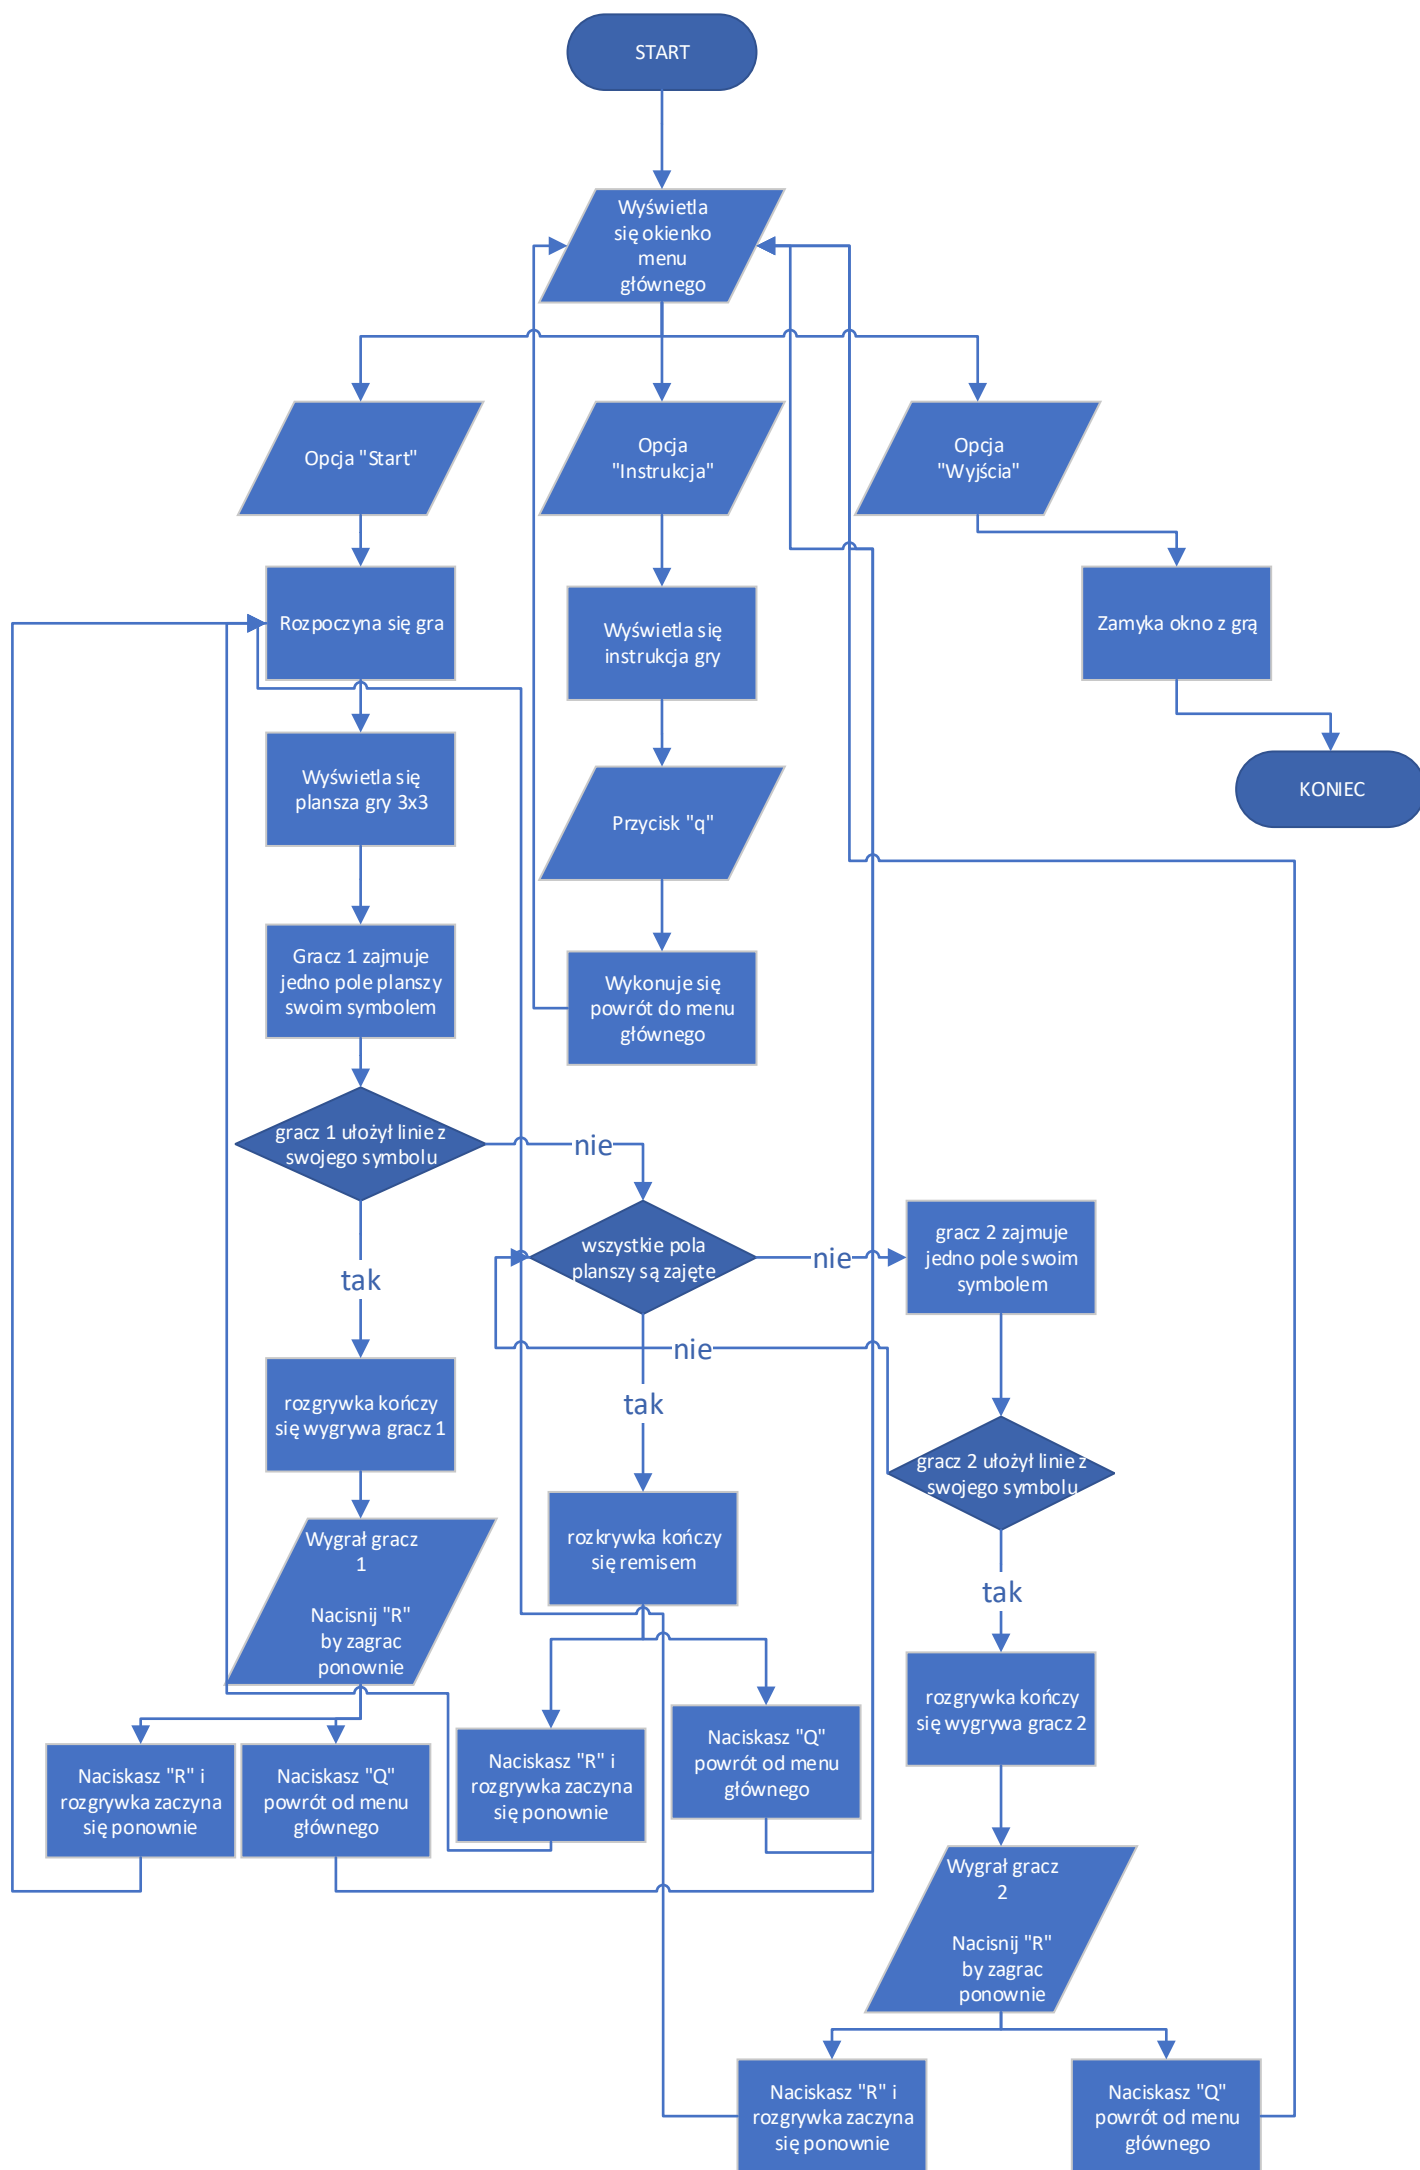 START
Wyświetla
się okienko
menu
głównego
Opcja "Start"
Opcja
"Instrukcja"
Opcja
"Wyjścia"
Rozpoczyna się gra
Wyświetla się
instrukcja gry
Zamyka okno z grą
Wyświetla się
plansza gry 3x3
Przycisk "q"
KONIEC
Gracz 1 zajmuje
jedno pole planszy
swoim symbolem
Wykonuje się
powrót do menu
głównego
gracz 1 ułożył linie z
swojego symbolu
nie
wszystkie pola
planszy są zajęte
nie
gracz 2 zajmuje
jedno pole swoim
symbolem
tak
nie
rozgrywka kończy
się wygrywa gracz 1
tak
gracz 2 ułożył linie z
swojego symbolu
Wygrał gracz
1
Nacisnij "R"
by zagrac
ponownie
rozkrywka kończy
się remisem
tak
rozgrywka kończy
się wygrywa gracz 2
Naciskasz "R" i
rozgrywka zaczyna
się ponownie
Naciskasz "Q"
powrót od menu
głównego
Naciskasz "R" i
rozgrywka zaczyna
się ponownie
Naciskasz "Q"
powrót od menu
głównego
Wygrał gracz
2
Nacisnij "R"
by zagrac
ponownie
Naciskasz "R" i
rozgrywka zaczyna
się ponownie
Naciskasz "Q"
powrót od menu
głównego